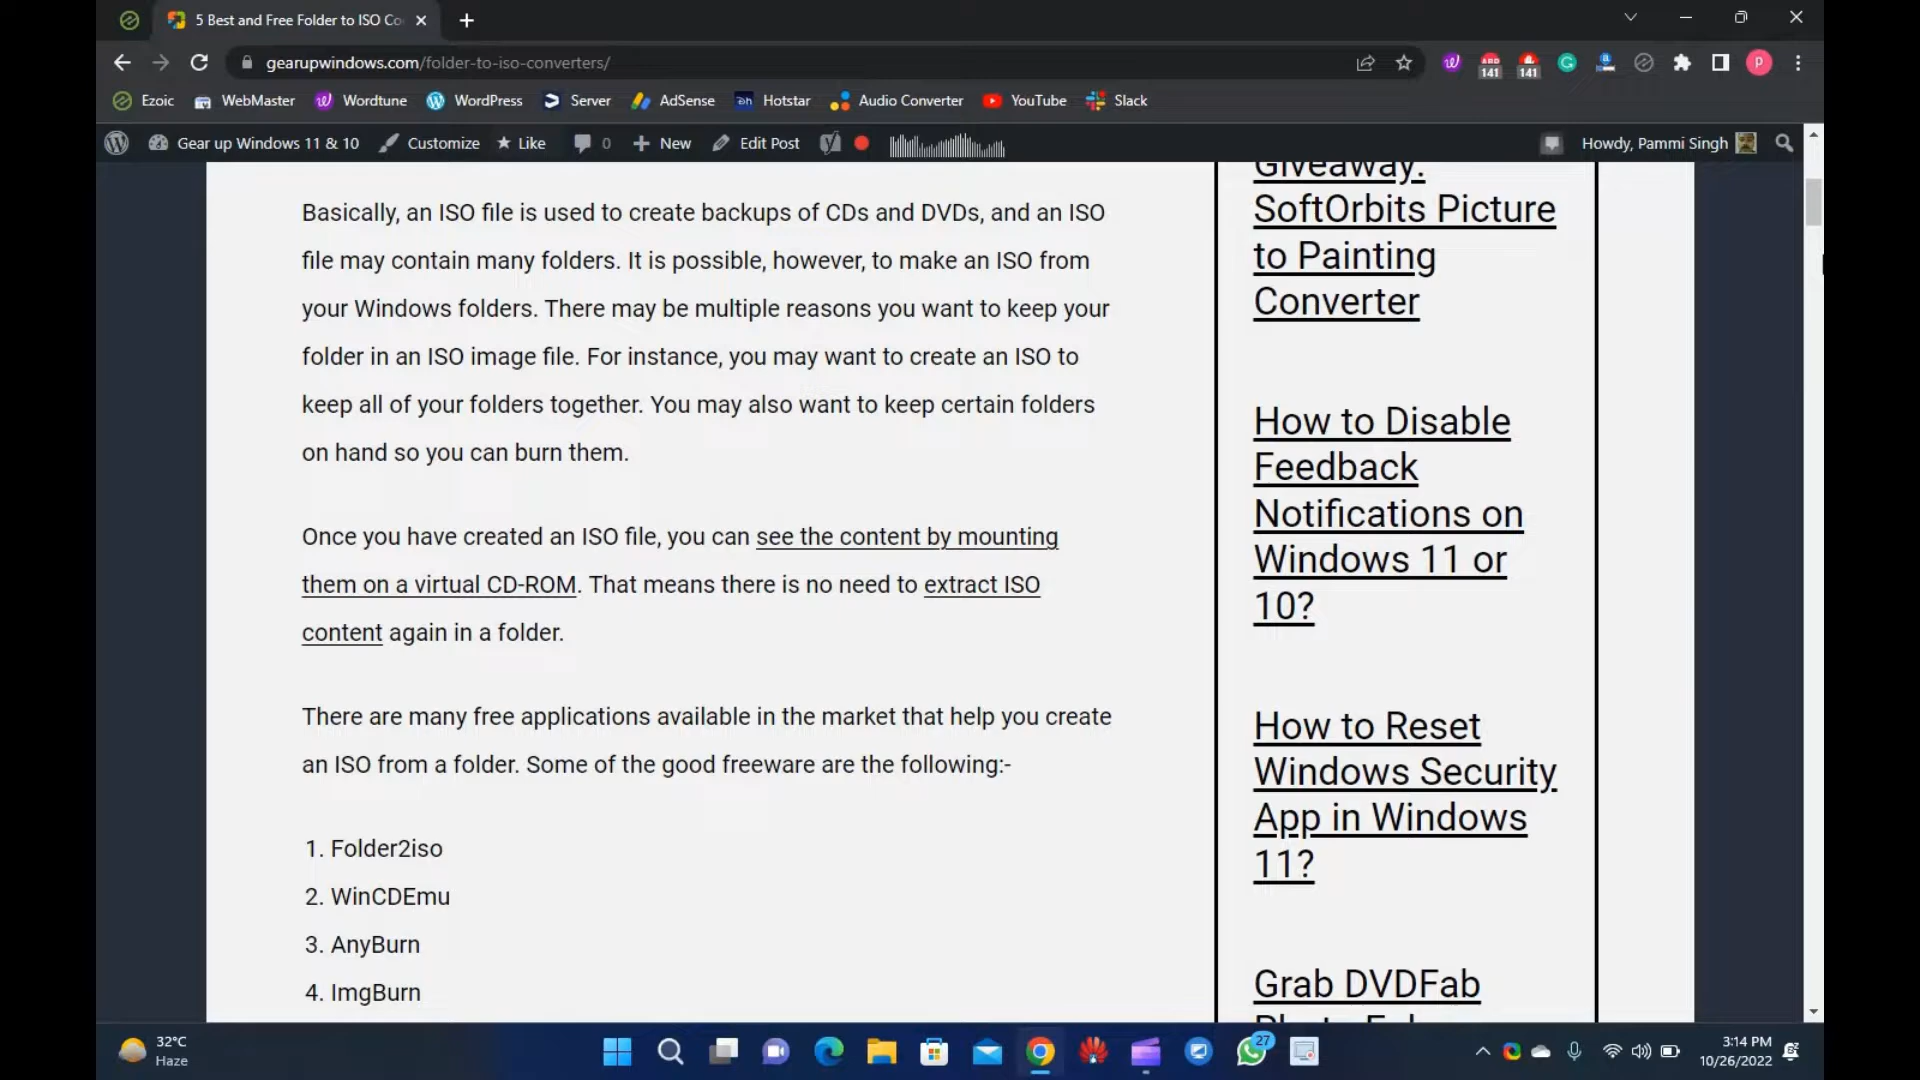 5 Best and Free Folder to ISO Co
gearupwindows.com/folder-to-iso-converters/
141
141
P
Ezoic
WebMaster
Wordtune
WordPress
Server
AdSense
Hotstar
Audio Converter
YouTube
Slack
Gear up Windows 11 & 10
Customize
Like
0
New
Edit Post
Howdy, Pammi Singh
Basically, an ISO file is used to create backups of CDs and DVDs, and an ISO
file may contain many folders. It is possible, however, to make an ISO from
your Windows folders. There may be multiple reasons you want to keep your
folder in an ISO image file. For instance, you may want to create an ISO to
keep all of your folders together. You may also want to keep certain folders
on hand so you can burn them.
Once you have created an ISO file, you can see the content by mounting
them on a virtual CD-ROM. That means there is no need to extract ISO
content again in a folder.
There are many free applications available in the market that help you create
an ISO from a folder. Some of the good freeware are the following:-
1. Folder2iso
2. WinCDEmu
3. AnyBurn
4. ImgBurn
Giveaway:
SoftOrbits Picture
to Painting
Converter
How to Disable
Feedback
Notifications on
Windows 11 or
10?
How to Reset
Windows Security
App in Windows
11?
Grab DVDFab
32°C
Haze
27
3:14 PM
10/26/2022